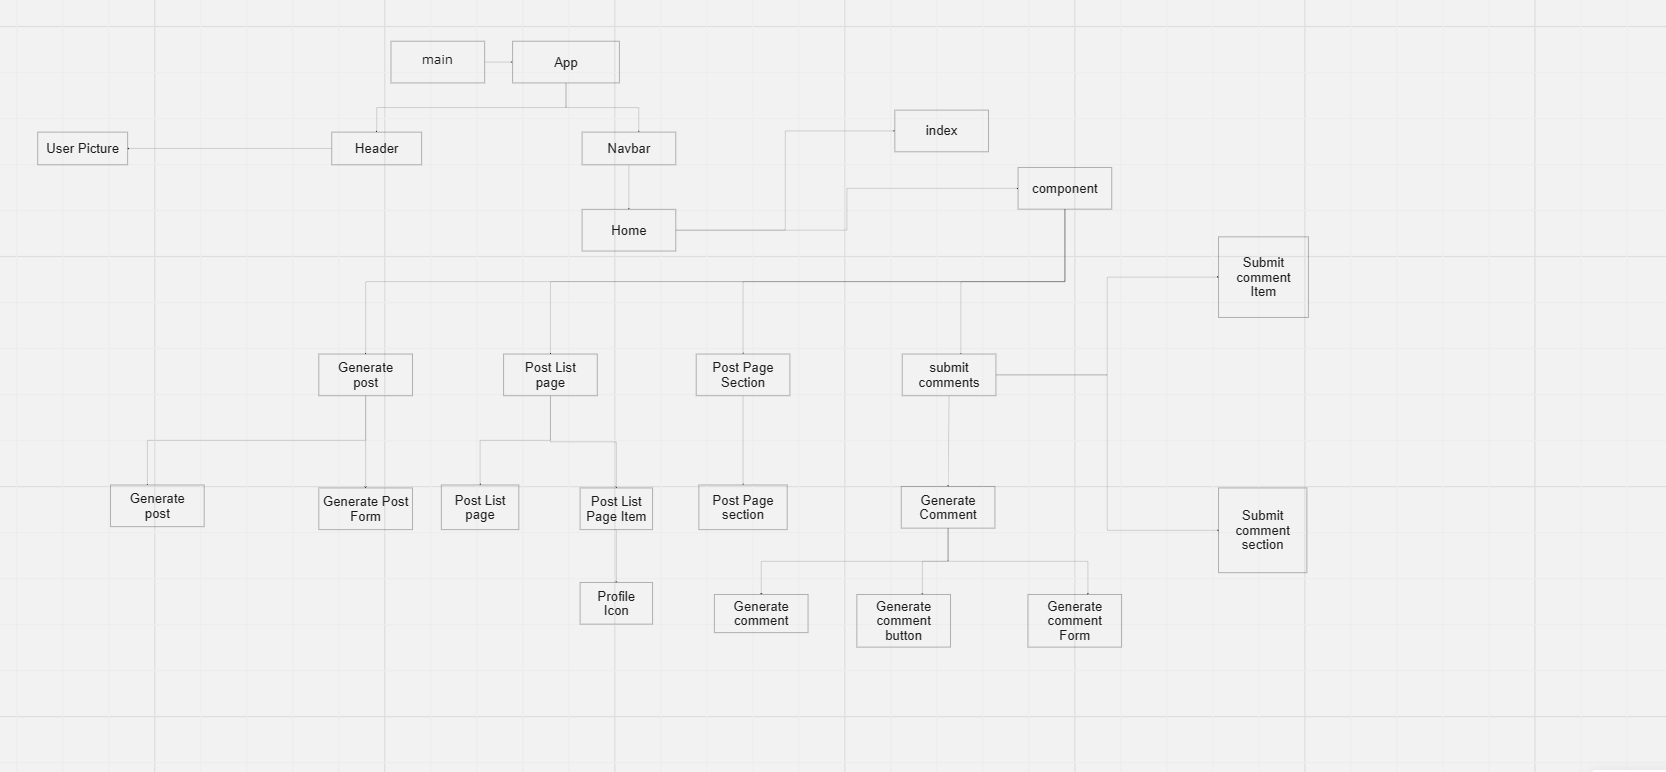 main
App
User Picture
Header
Navbar
index
component
Home
Submit
comment
Item
Generate
post
Post List
page
Post Page
Section
submit
comments
Generate
post
Generate Post
Form
Post List
page
Post List
Page Item
Post Page
section
Generate
Comment
Submit
comment
section
Profile
Icon
Generate
comment
Generate
comment
button
Generate
comment
Form